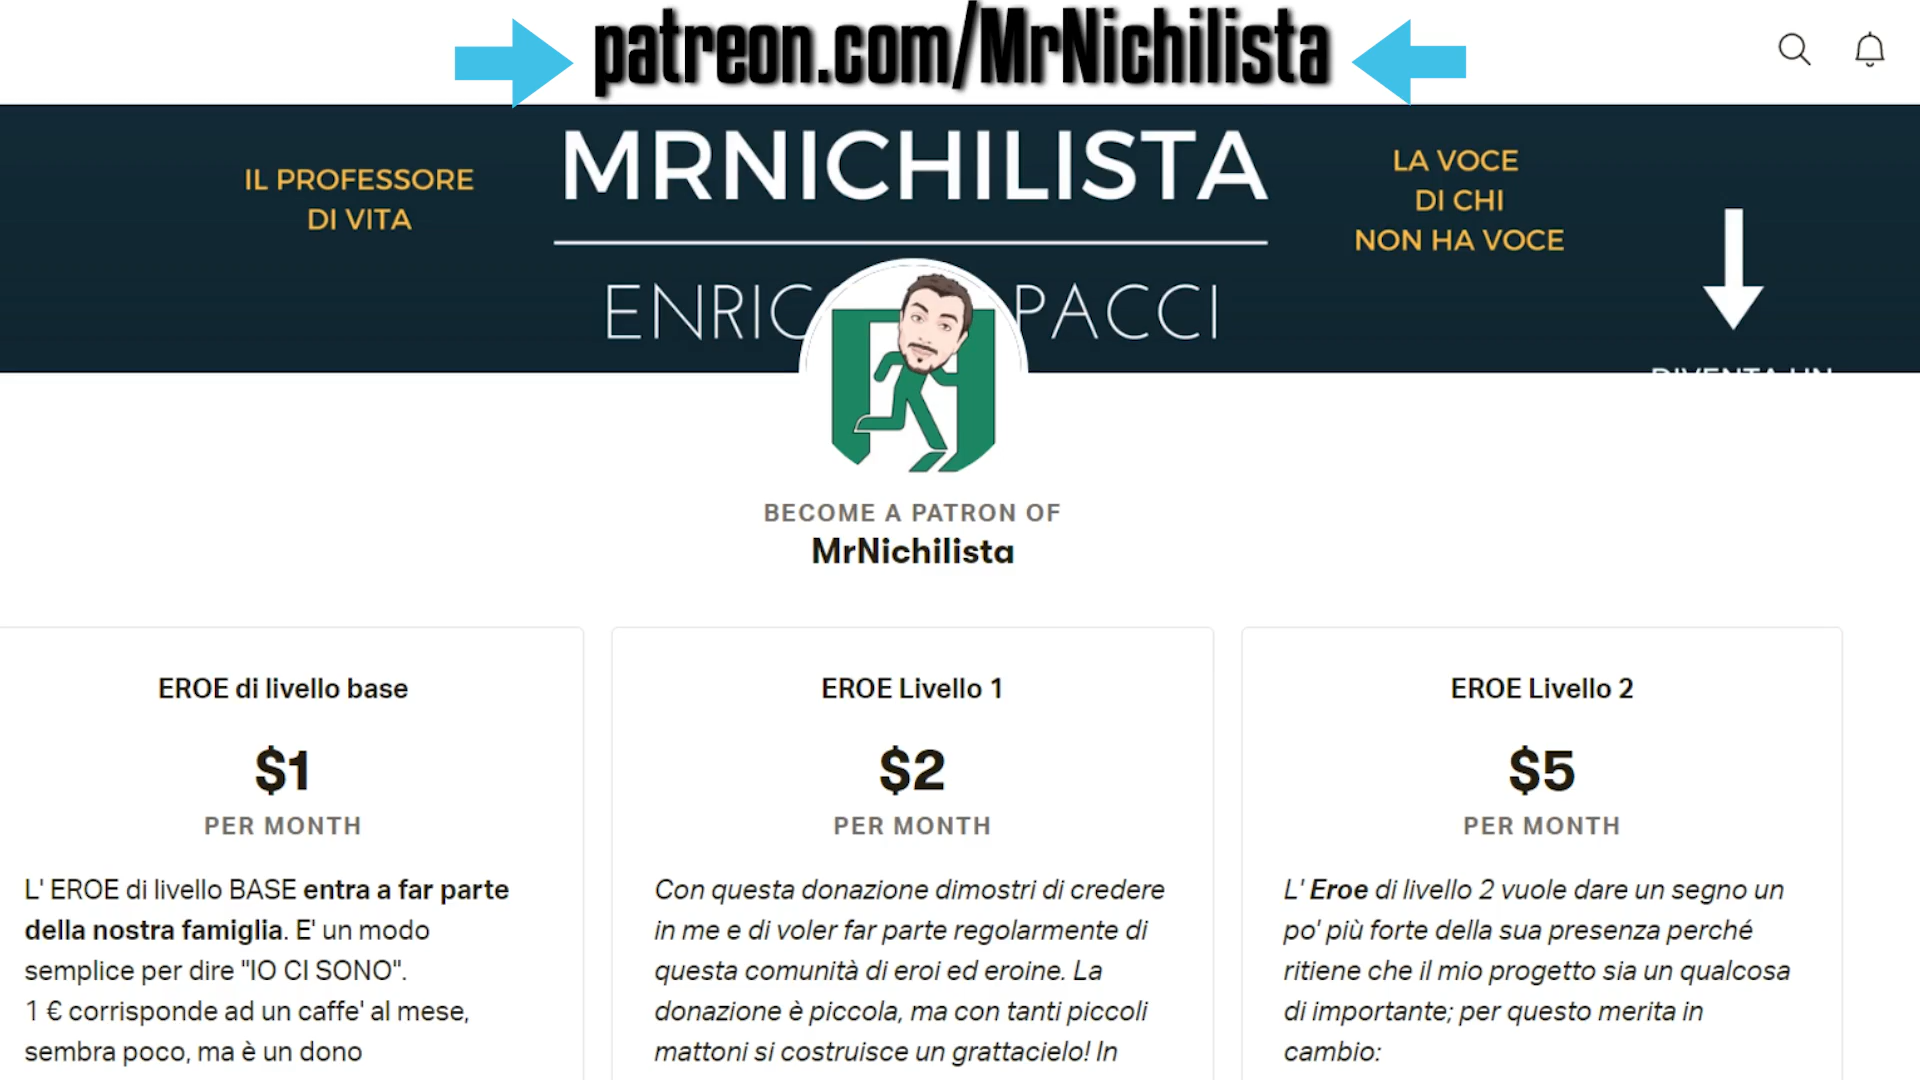 patreon.com/MrNichilista
IL PROFESSORE
DI VITA
MRNICHILISTA
LA VOCE
DI CHI
NON HA VOCE
ENRIC PACCI
DIVENTA UN
BECOME A PATRON OF
MrNichilista
EROE di livello base
$1
PER MONTH
L' EROE di livello BASE entra a far parte
della nostra famiglia. E' un modo
semplice per dire "IO CI SONO".
1 € corrisponde ad un caffe' al mese,
sembra poco, ma è un dono
EROE Livello 1
$2
PER MONTH
Con questa donazione dimostri di credere
in me e di voler far parte regolarmente di
questa comunità di eroi ed eroine. La
donazione è piccola, ma con tanti piccoli
mattoni si costruisce un grattacielo! In
EROE Livello 2
$5
PER MONTH
L' Eroe di livello 2 vuole dare un segno un
po' più forte della sua presenza perché
ritiene che il mio progetto sia un qualcosa
di importante; per questo merita in
cambio: